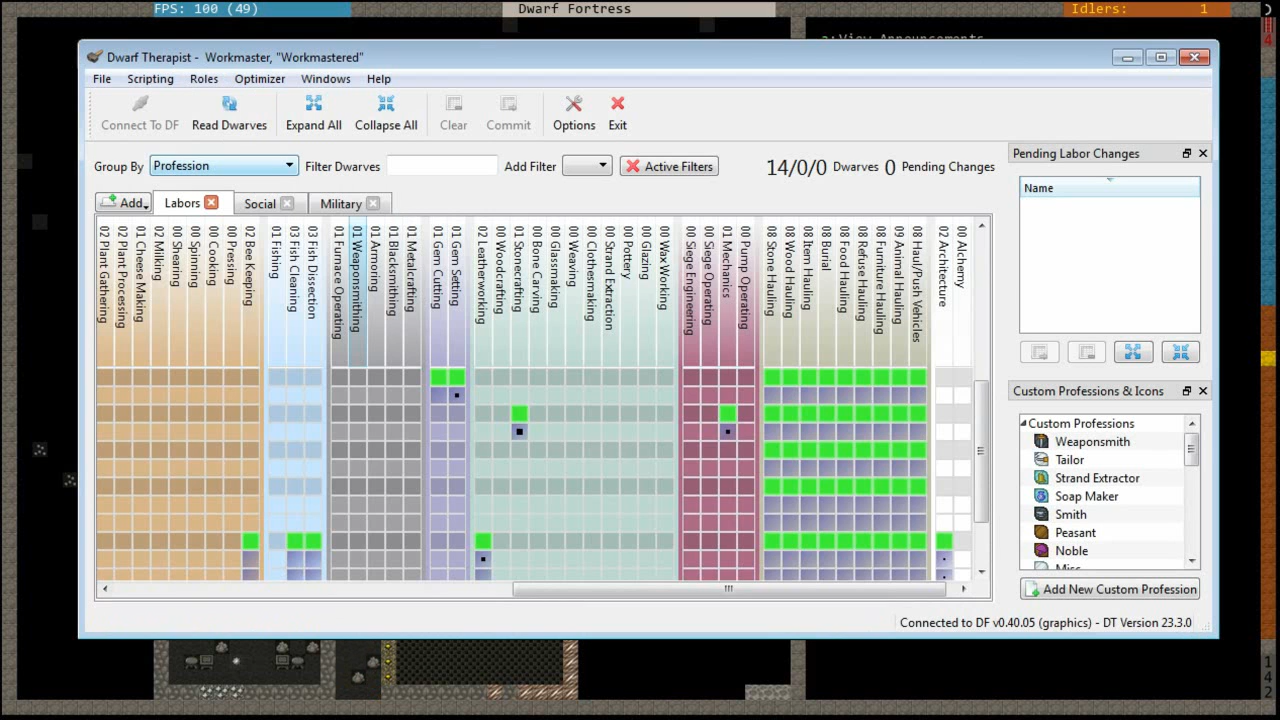 FPS: 100 (49)
Dwarf Fortress
Idlers: 1
a:View Announcements
Dwarf Therapist - Workmaster, "Workmastered"
File Scripting Roles Optimizer Windows Help
Connect To DF Read Dwarves Expand All Collapse All Clear Commit Options Exit
Group By Profession Filter Dwarves Add Filter Active Filters 14/0/0 Dwarves 0 Pending Changes
Add... Labors Social Military
02 Plant Gathering
02 Plant Processing
01 Cheese Making
02 Milking
00 Shearing
00 Spinning
00 Cooking
00 Pressing
02 Bee Keeping
01 Fishing
03 Fish Cleaning
03 Fish Dissection
01 Furnace Operating
01 Weaponsmithing
01 Armoring
01 Blacksmithing
01 Metalcrafting
01 Gem Cutting
01 Gem Setting
02 Leatherworking
00 Woodcrafting
01 Stonecrafting
00 Bone Carving
00 Glassmaking
00 Weaving
00 Clothesmaking
00 Strand Extraction
00 Pottery
00 Glazing
00 Wax Working
00 Siege Engineering
00 Siege Operating
01 Mechanics
00 Pump Operating
08 Stone Hauling
08 Wood Hauling
08 Item Hauling
08 Burial
08 Food Hauling
08 Refuse Hauling
08 Furniture Hauling
09 Animal Hauling
08 Haul/Push Vehicles
02 Architecture
00 Alchemy
Pending Labor Changes
Name
Custom Professions & Icons
Custom Professions
Weaponsmith
Tailor
Strand Extractor
Soap Maker
Smith
Peasant
Noble
Misc
Add New Custom Profession
Connected to DF v0.40.05 (graphics) - DT Version 23.3.0
4
1
4
2